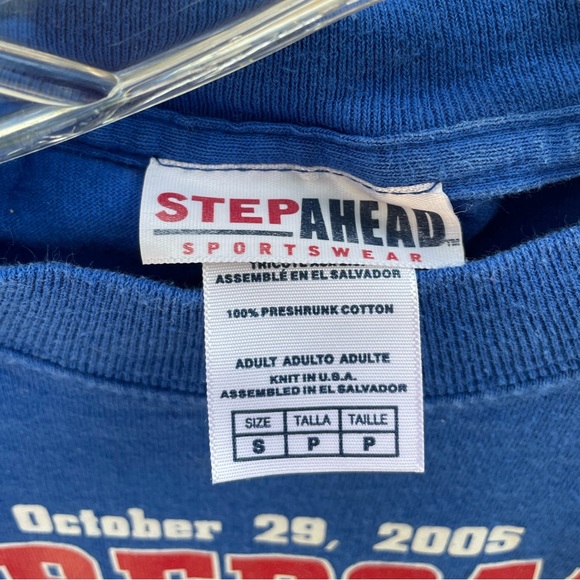 STEPAHEAD™
SPORTSWEAR
ASSEMBLÉ EN EL SALVADOR
100% PRESHRUNK COTTON
ADULT ADULTO ADULTE
KNIT IN U.S.A.
ASSEMBLED IN EL SALVADOR
SIZE TALLA TAILLE
S P P
October 29, 2005